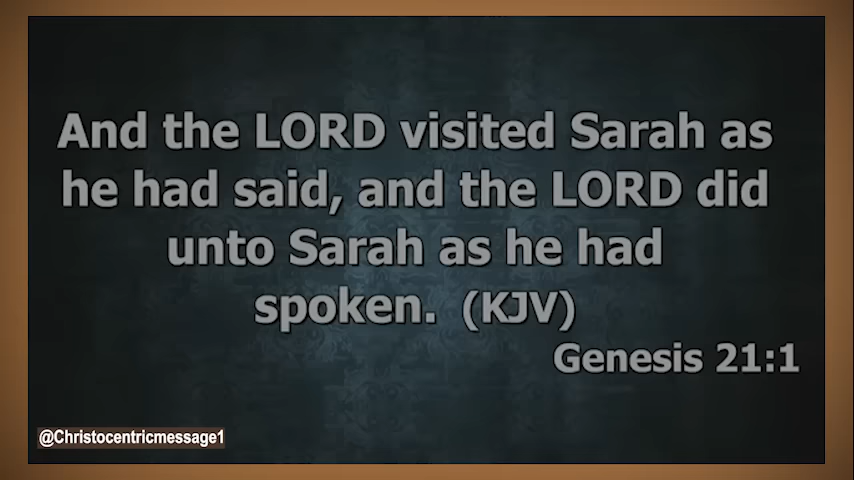 And the LORD visited Sarah as
he had said, and the LORD did
unto Sarah as he had
spoken. (KJV)
Genesis 21:1
@Christocentricmessage1